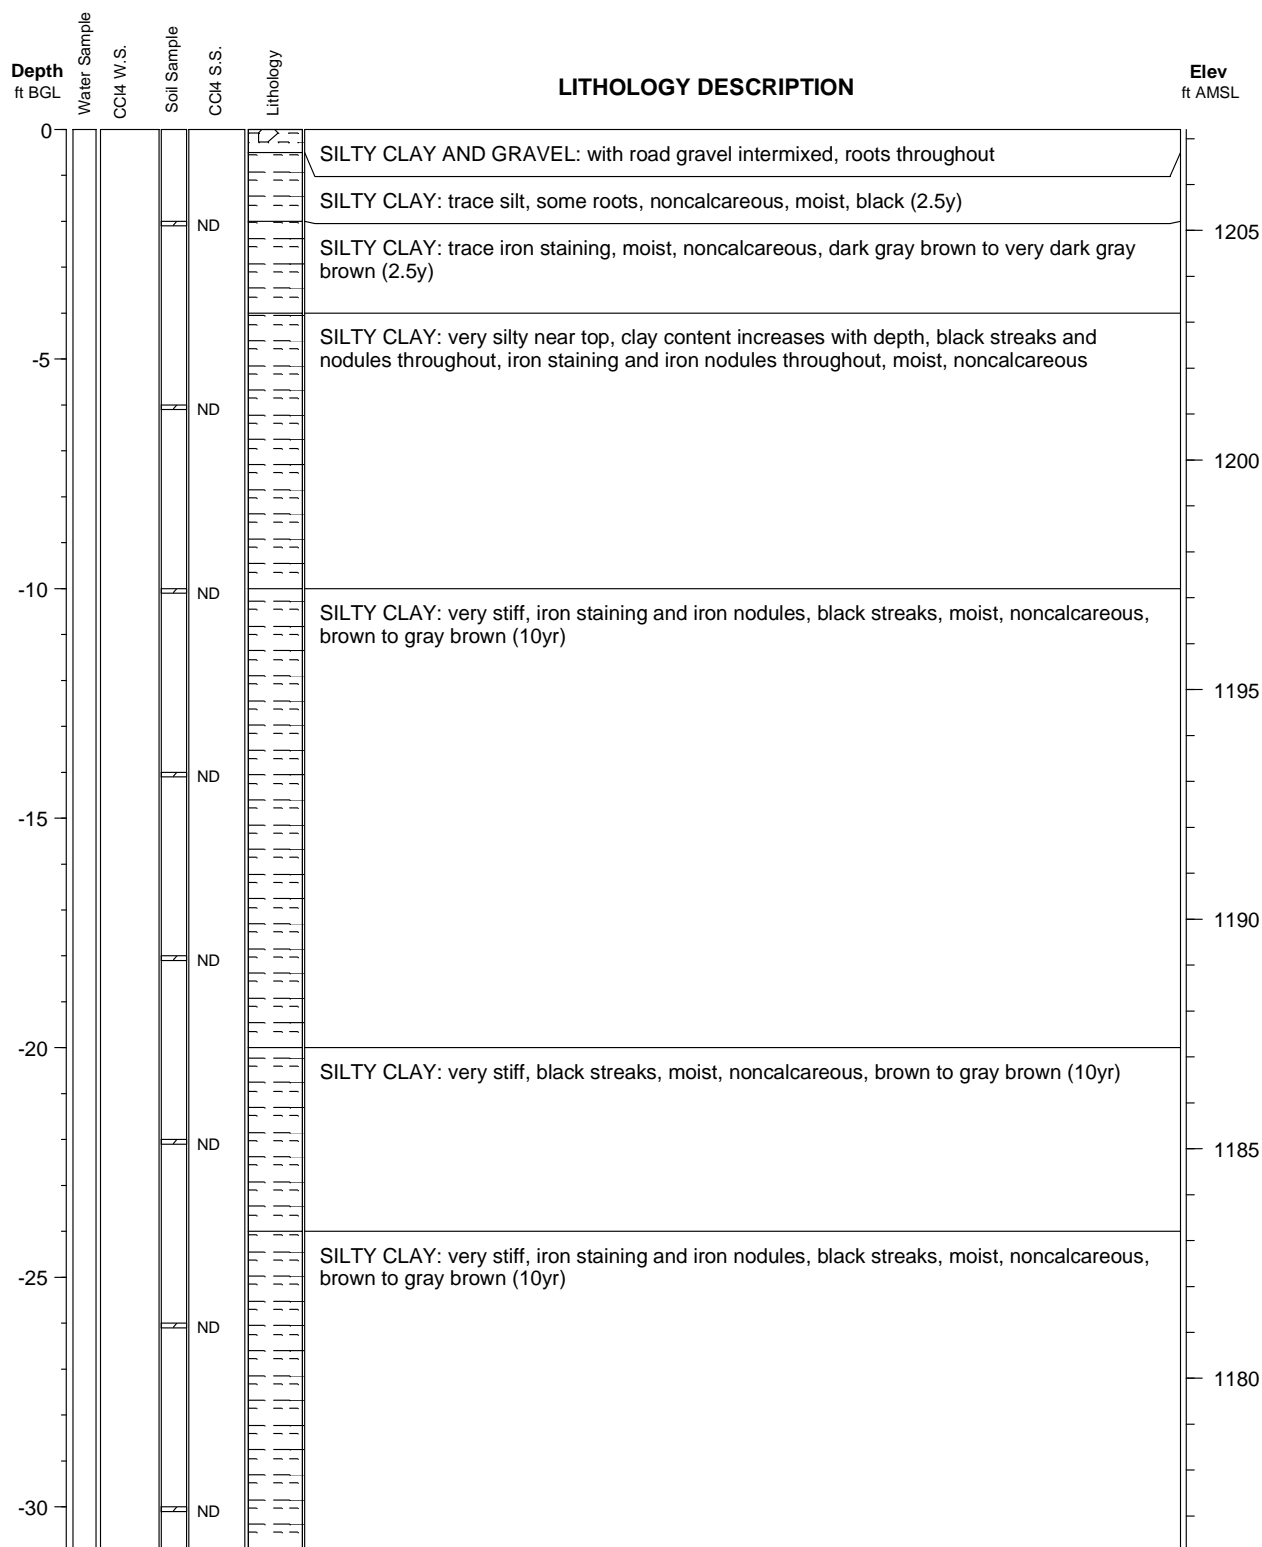 Depth
ft BGL
Water Sample
CCl4 W.S.
Soil Sample
CCl4 S.S.
Lithology
LITHOLOGY DESCRIPTION
Elev
ft AMSL
0
SILTY CLAY AND GRAVEL: with road gravel intermixed, roots throughout
SILTY CLAY: trace silt, some roots, noncalcareous, moist, black (2.5y)
ND
1205
SILTY CLAY: trace iron staining, moist, noncalcareous, dark gray brown to very dark gray
brown (2.5y)
SILTY CLAY: very silty near top, clay content increases with depth, black streaks and
nodules throughout, iron staining and iron nodules throughout, moist, noncalcareous
-5
ND
1200
-10
ND
SILTY CLAY: very stiff, iron staining and iron nodules, black streaks, moist, noncalcareous,
brown to gray brown (10yr)
1195
ND
-15
1190
ND
-20
SILTY CLAY: very stiff, black streaks, moist, noncalcareous, brown to gray brown (10yr)
ND
1185
SILTY CLAY: very stiff, iron staining and iron nodules, black streaks, moist, noncalcareous,
brown to gray brown (10yr)
-25
ND
1180
-30
ND